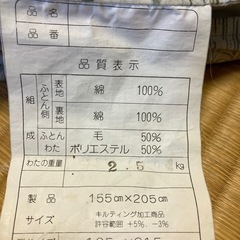 品名
品番
品質表示
組 ふとん側 表地 綿 100%
裏地 綿 100%
成 ふとん 毛 50%
わた ポリエステル 50%
わたの重量 2.5 kg
製品 155cm×205cm
サイズ キルティング加工商品
許容範囲 +5% -3%